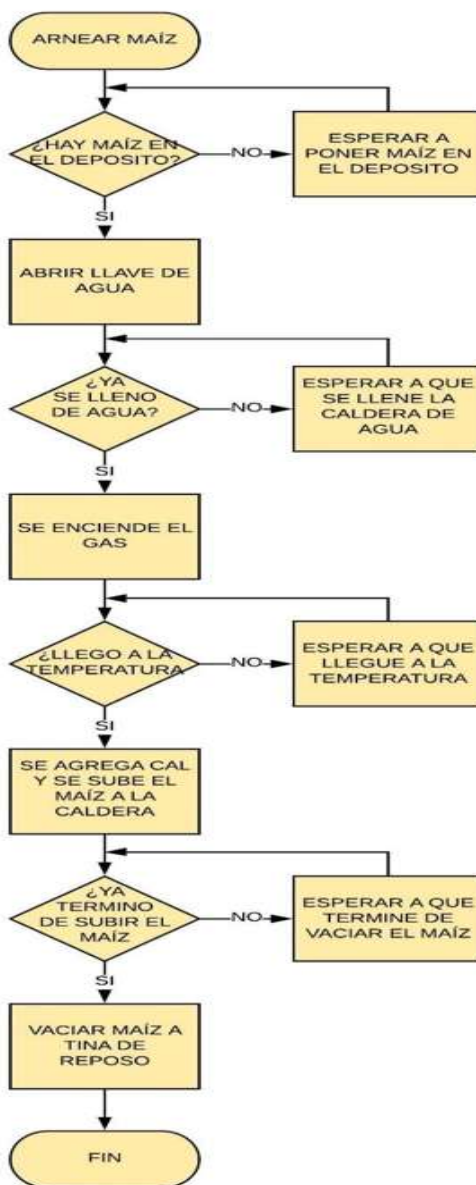 ARNEAR MAÍZ
¿HAY MAÍZ EN
EL DEPOSITO?
NO
ESPERAR A
PONER MAÍZ EN
EL DEPOSITO
SI
ABRIR LLAVE DE
AGUA
¿YA
SE LLENO
DE AGUA?
NO
ESPERAR A QUE
SE LLENE LA
CALDERA DE
AGUA
SI
SE ENCIENDE EL
GAS
¿LLEGO A LA
TEMPERATURA
NO
ESPERAR A QUE
LLEGUE A LA
TEMPERATURA
SI
SE AGREGA CAL
Y SE SUBE EL
MAÍZ A LA
CALDERA
¿YA
TERMINO
DE SUBIR EL
MAÍZ
NO
ESPERAR A QUE
TERMINE DE
VACIAR EL MAÍZ
SI
VACIAR MAÍZ A
TINA DE
REPOSO
FIN